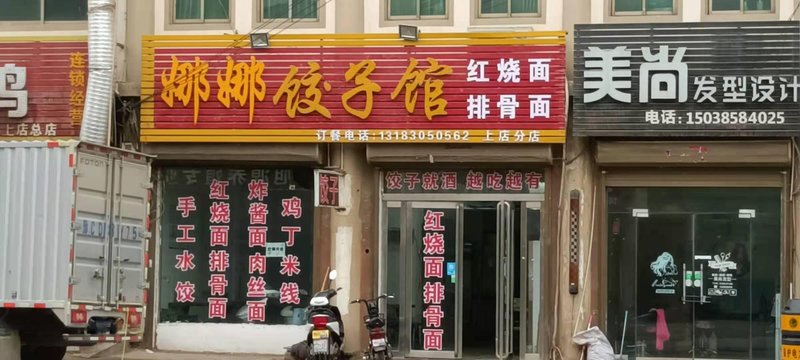 鸡
连锁经营
上店总店
娜娜饺子馆
红烧面
排骨面
订餐电话:13183050562 上店分店
美尚发型设计
电话:15038584025
饺子就酒 越吃越有
饺子
手工水饺
红烧面排骨面
炸酱面肉丝面
鸡丁米线
红烧面排骨面
FOTON
美尚